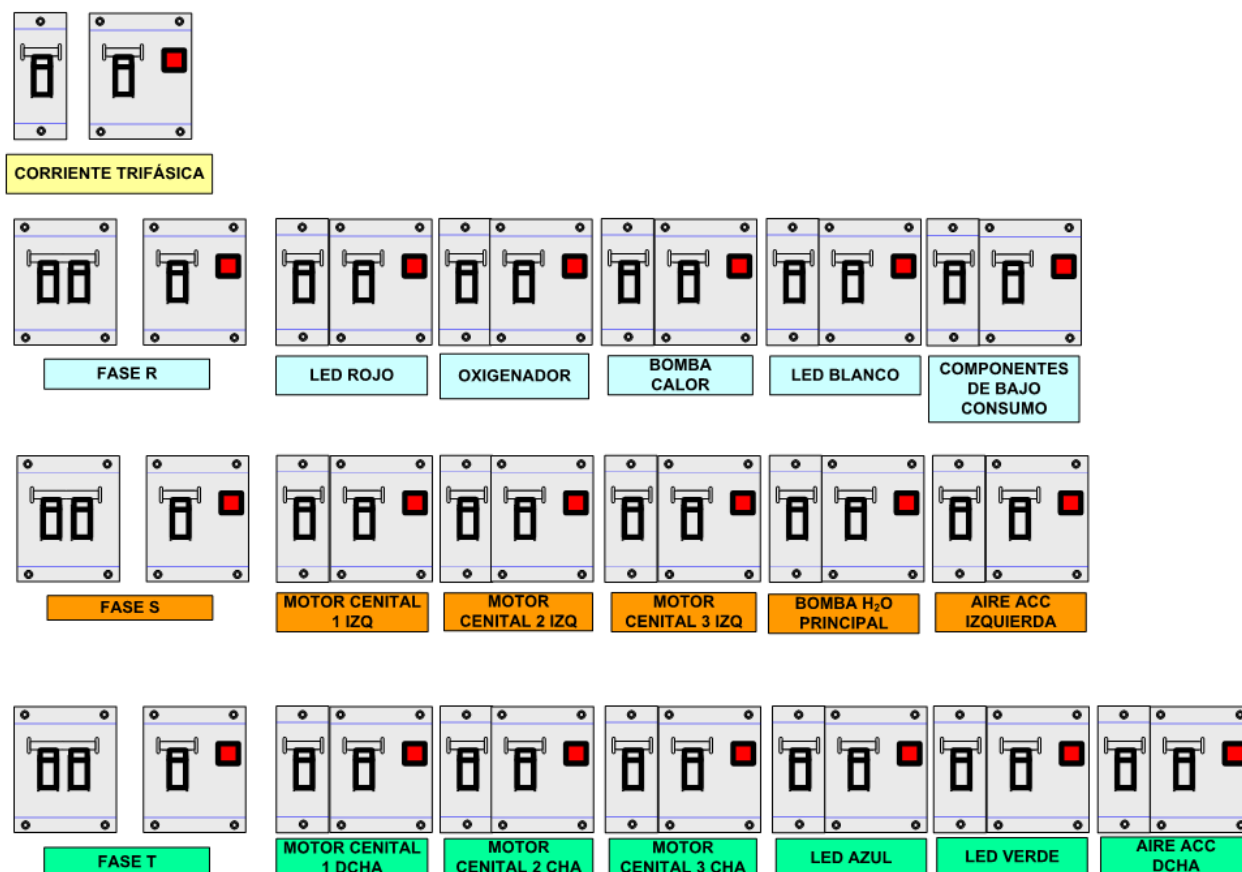 CORRIENTE TRIFÁSICA
FASE R
LED ROJO
OXIGENADOR
BOMBA
CALOR
LED BLANCO
COMPONENTES
DE BAJO
CONSUMO
FASE S
MOTOR CENITAL
1 IZQ
MOTOR
CENITAL 2 IZQ
MOTOR
CENITAL 3 IZQ
BOMBA H₂O
PRINCIPAL
AIRE ACC
IZQUIERDA
FASE T
MOTOR CENITAL
1 DCHA
MOTOR
CENITAL 2 CHA
MOTOR
CENITAL 3 CHA
LED AZUL
LED VERDE
AIRE ACC
DCHA